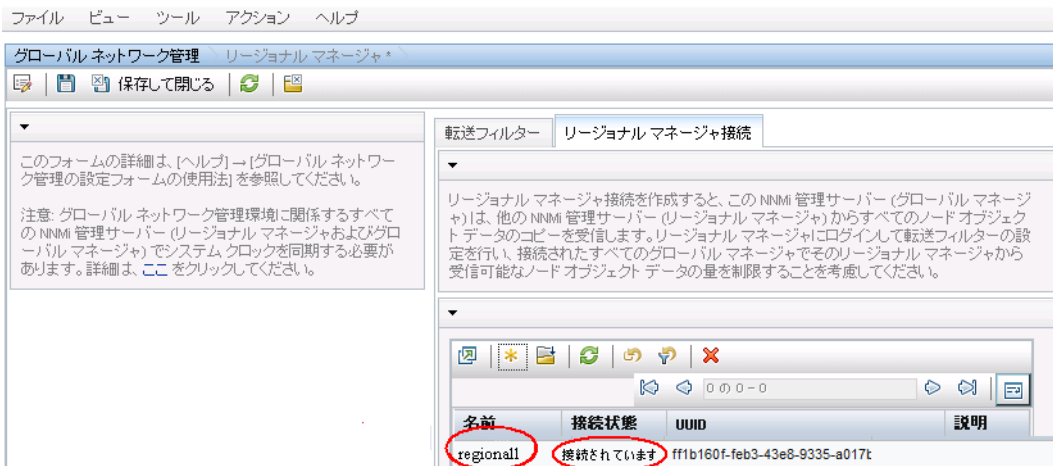 ファイル ビュー ツール アクション ヘルプ
グローバル ネットワーク管理 リージョナル マネージャ *
保存して閉じる
このフォームの詳細は、[ヘルプ]→[グローバル ネットワー
ク管理の設定フォームの使用法] を参照してください。
注意: グローバル ネットワーク管理環境に関係するすべて
の NNMi 管理サーバー (リージョナル マネージャおよびグロ
ーバル マネージャ) でシステム クロックを同期する必要が
あります。詳細は、ここ をクリックしてください。
転送フィルター リージョナル マネージャ接続
リージョナル マネージャ接続を作成すると、この NNMi 管理サーバー (グローバル マネージ
ャ) は、他の NNMi 管理サーバー (リージョナル マネージャ) からすべてのノード オブジェク
ト データのコピーを受信します。リージョナル マネージャにログインして転送フィルターの設
定を行い、接続されたすべてのグローバル マネージャでそのリージョナル マネージャから
受信可能なノード オブジェクト データの量を制限することを考慮してください。
0 の 0 - 0
名前 接続状態 UUID 説明
regional1 接続されています ff1b160f-feb3-43e8-9335-a017b